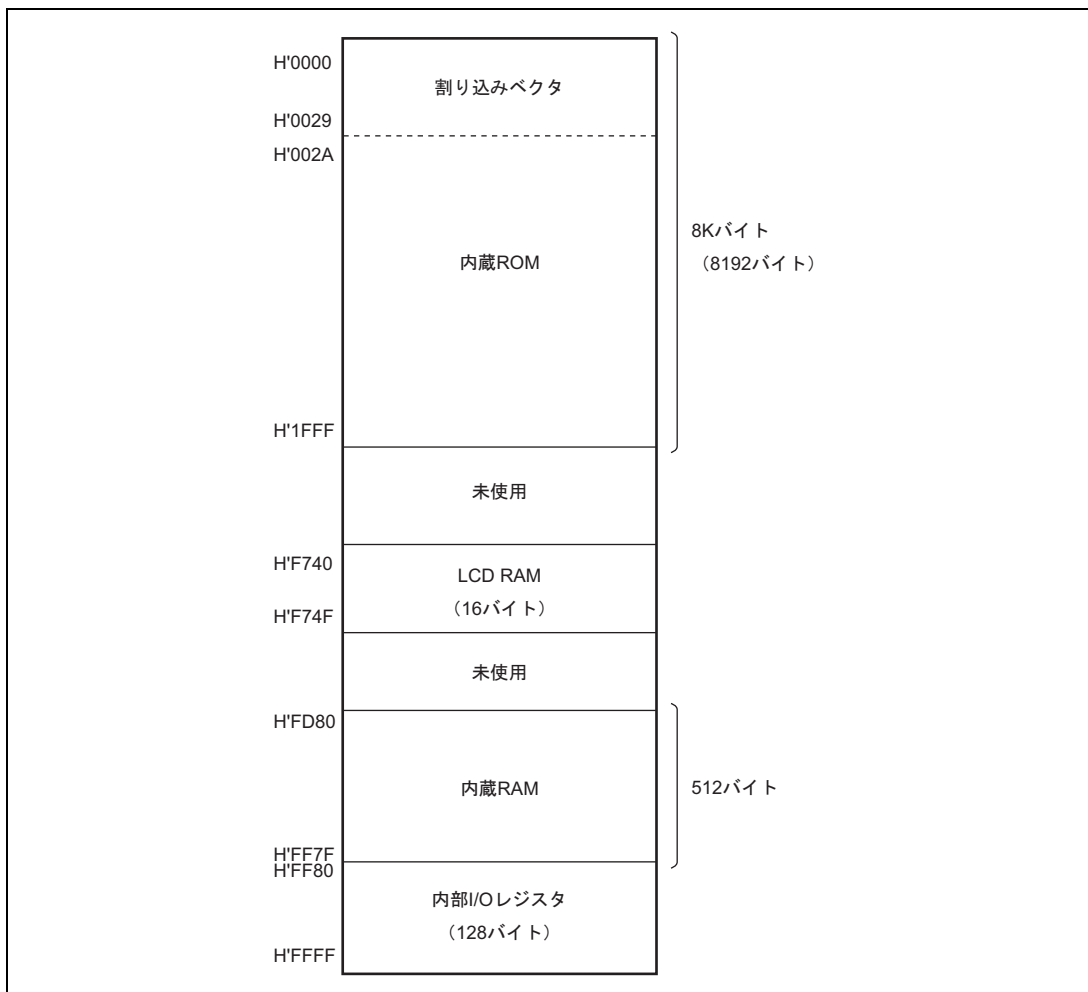 H'0000
割り込みベクタ
H'0029
H'002A
8Kバイト
内蔵ROM
（8192バイト）
H'1FFF
未使用
H'F740
LCD RAM
（16バイト）
H'F74F
未使用
H'FD80
内蔵RAM
512バイト
H'FF7F
H'FF80
内部I/Oレジスタ
（128バイト）
H'FFFF